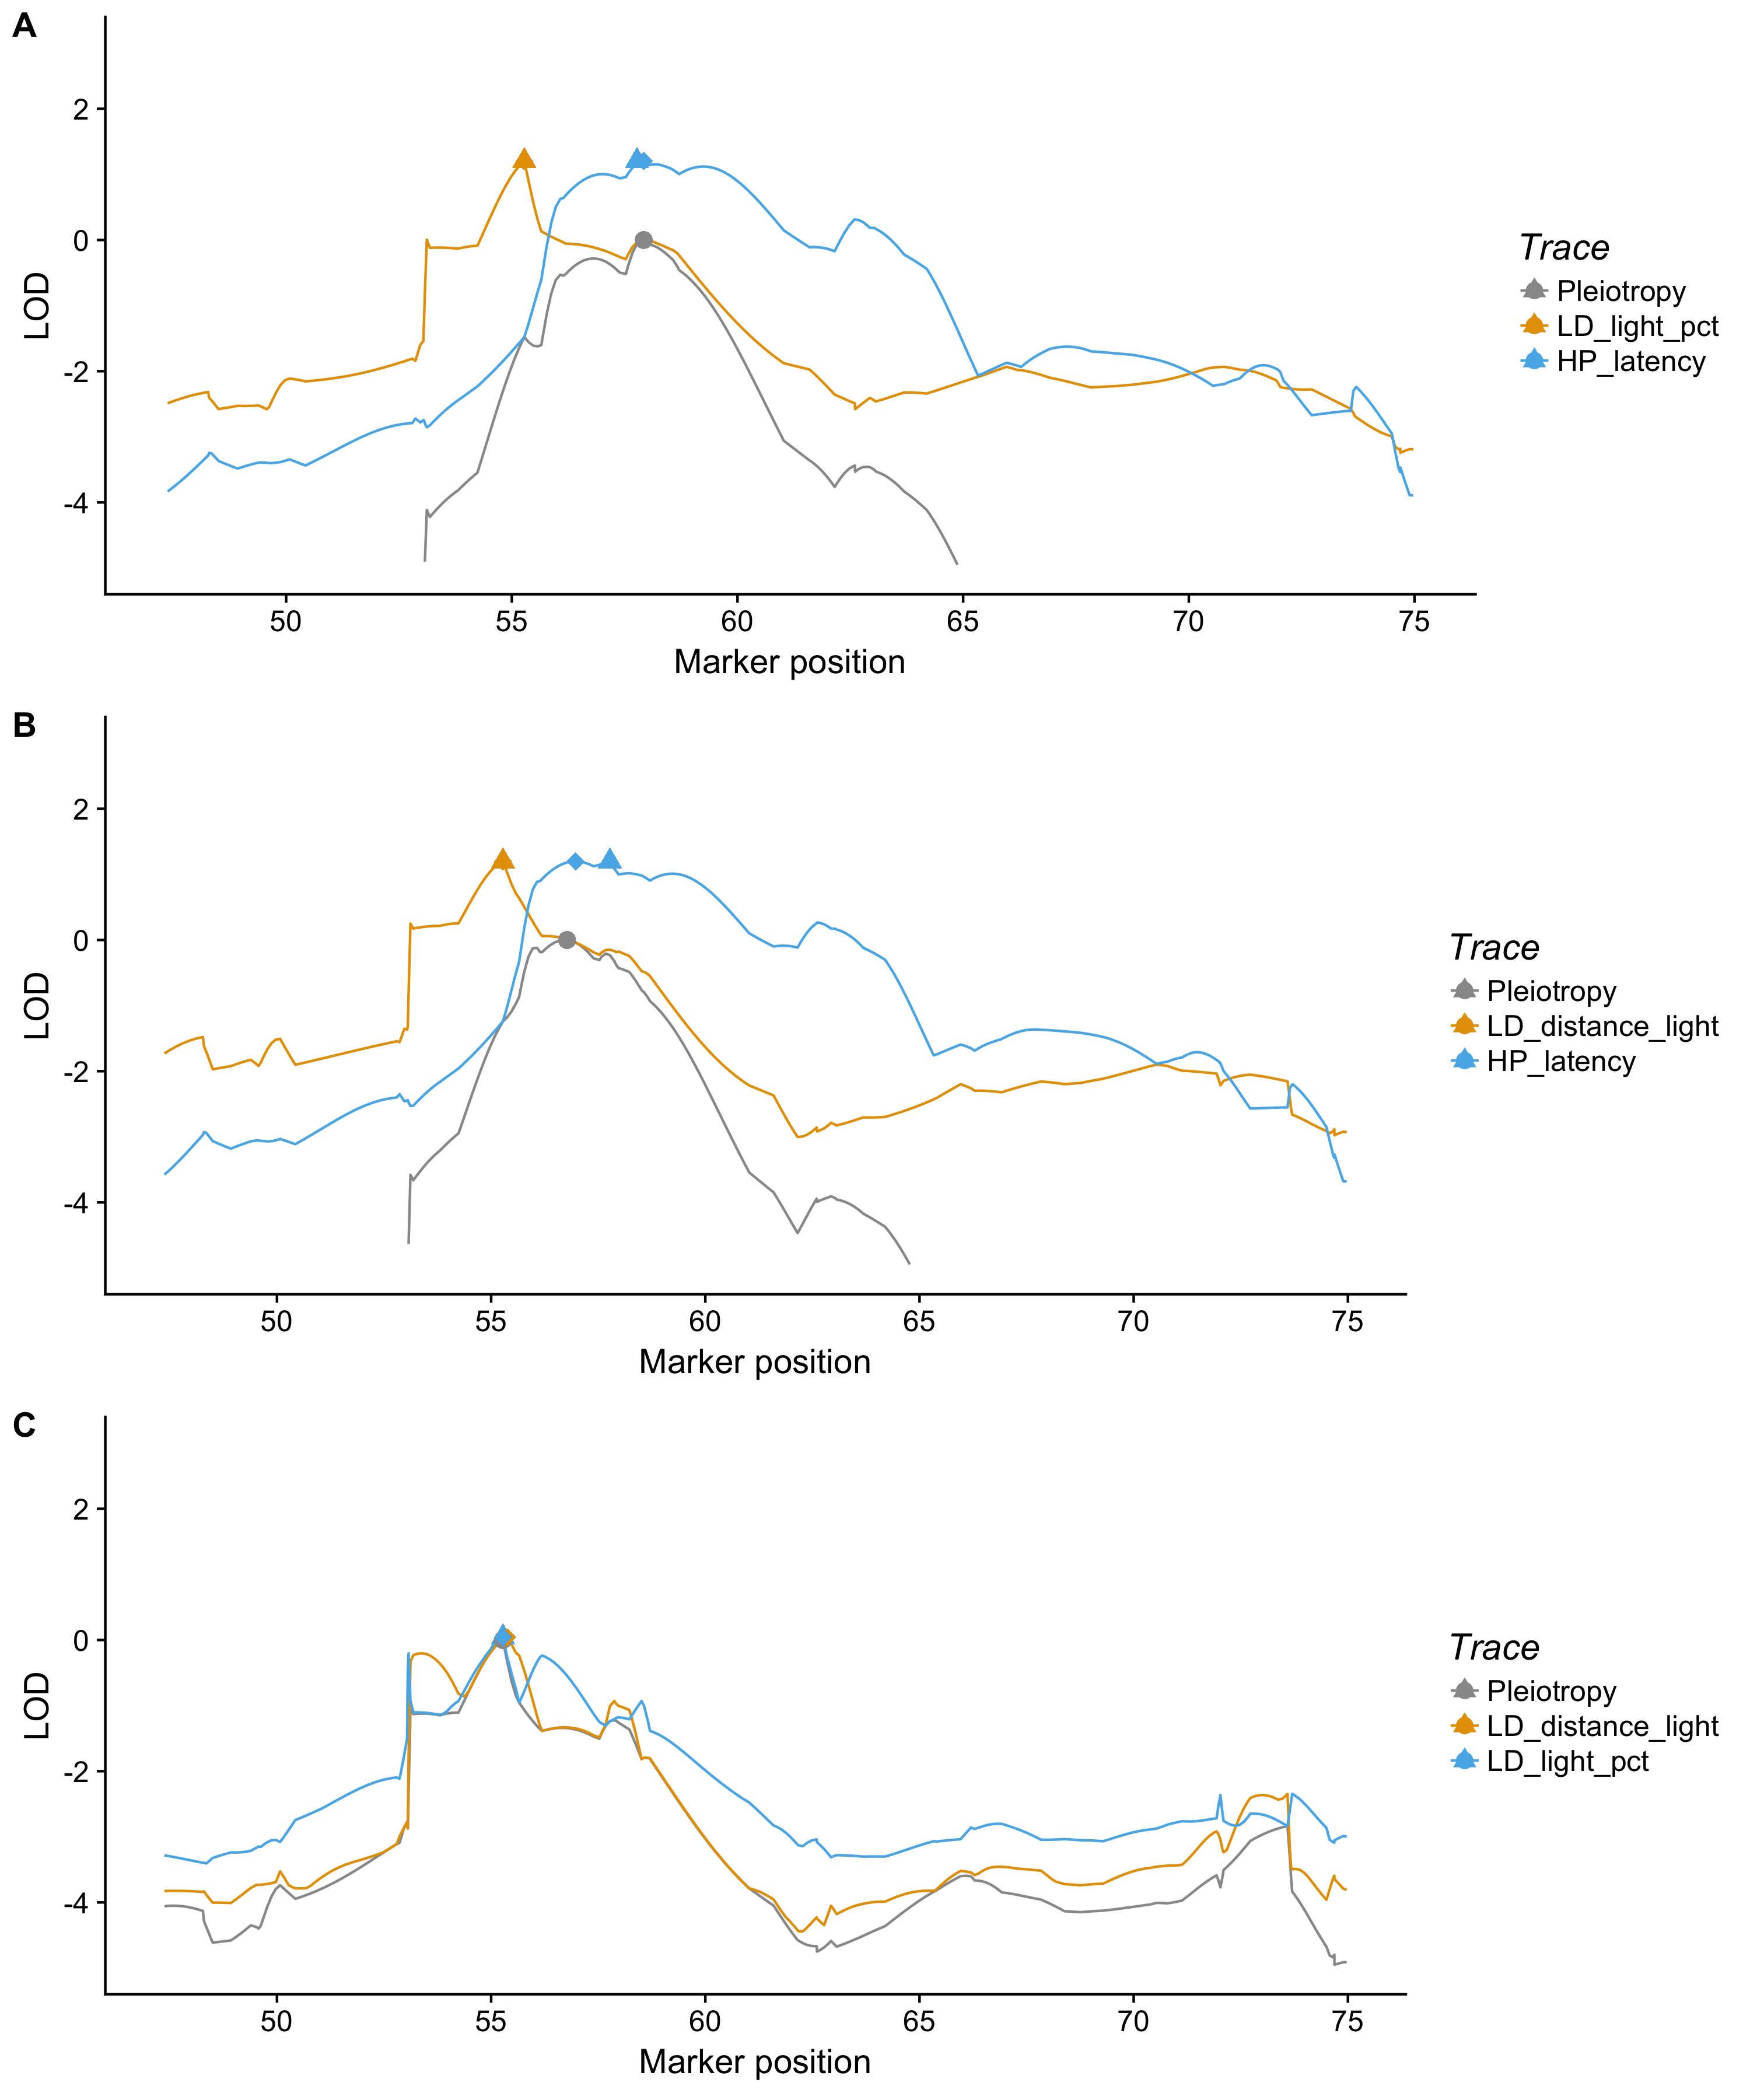 A
LOD
2
0
-2
-4
50 55 60 65 70 75
Marker position
Trace
Pleiotropy
LD_light_pct
HP_latency
B
LOD
2
0
-2
-4
50 55 60 65 70 75
Marker position
Trace
Pleiotropy
LD_distance_light
HP_latency
C
LOD
2
0
-2
-4
50 55 60 65 70 75
Marker position
Trace
Pleiotropy
LD_distance_light
LD_light_pct